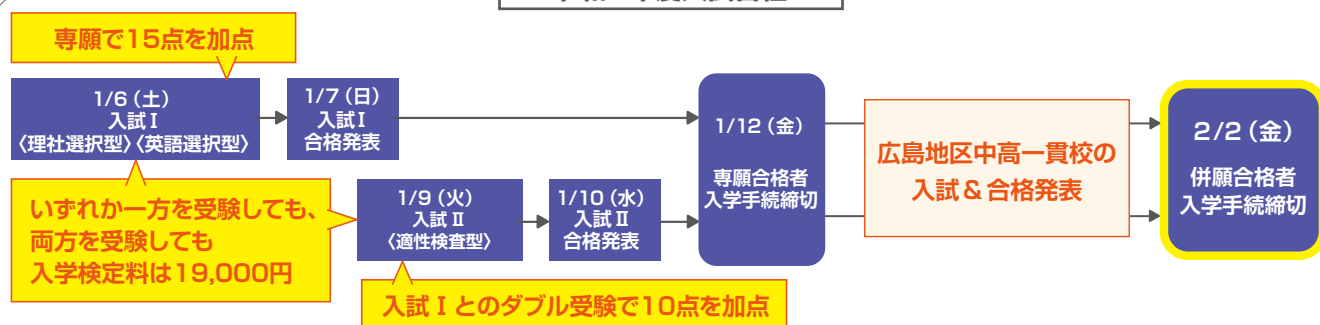 専願で15点を加点
1/6（土）
入試Ⅰ
〈理社選択型〉〈英語選択型〉
1/7（日）
入試Ⅰ
合格発表
いずれか一方を受験しても、
両方を受験しても
入学検定料は19,000円
1/9（火）
入試Ⅱ
〈適性検査型〉
1/10（水）
入試Ⅱ
合格発表
入試Ⅰとのダブル受験で10点を加点
1/12（金）
専願合格者
入学手続締切
広島地区中高一貫校の
入試＆合格発表
2/2（金）
併願合格者
入学手続締切